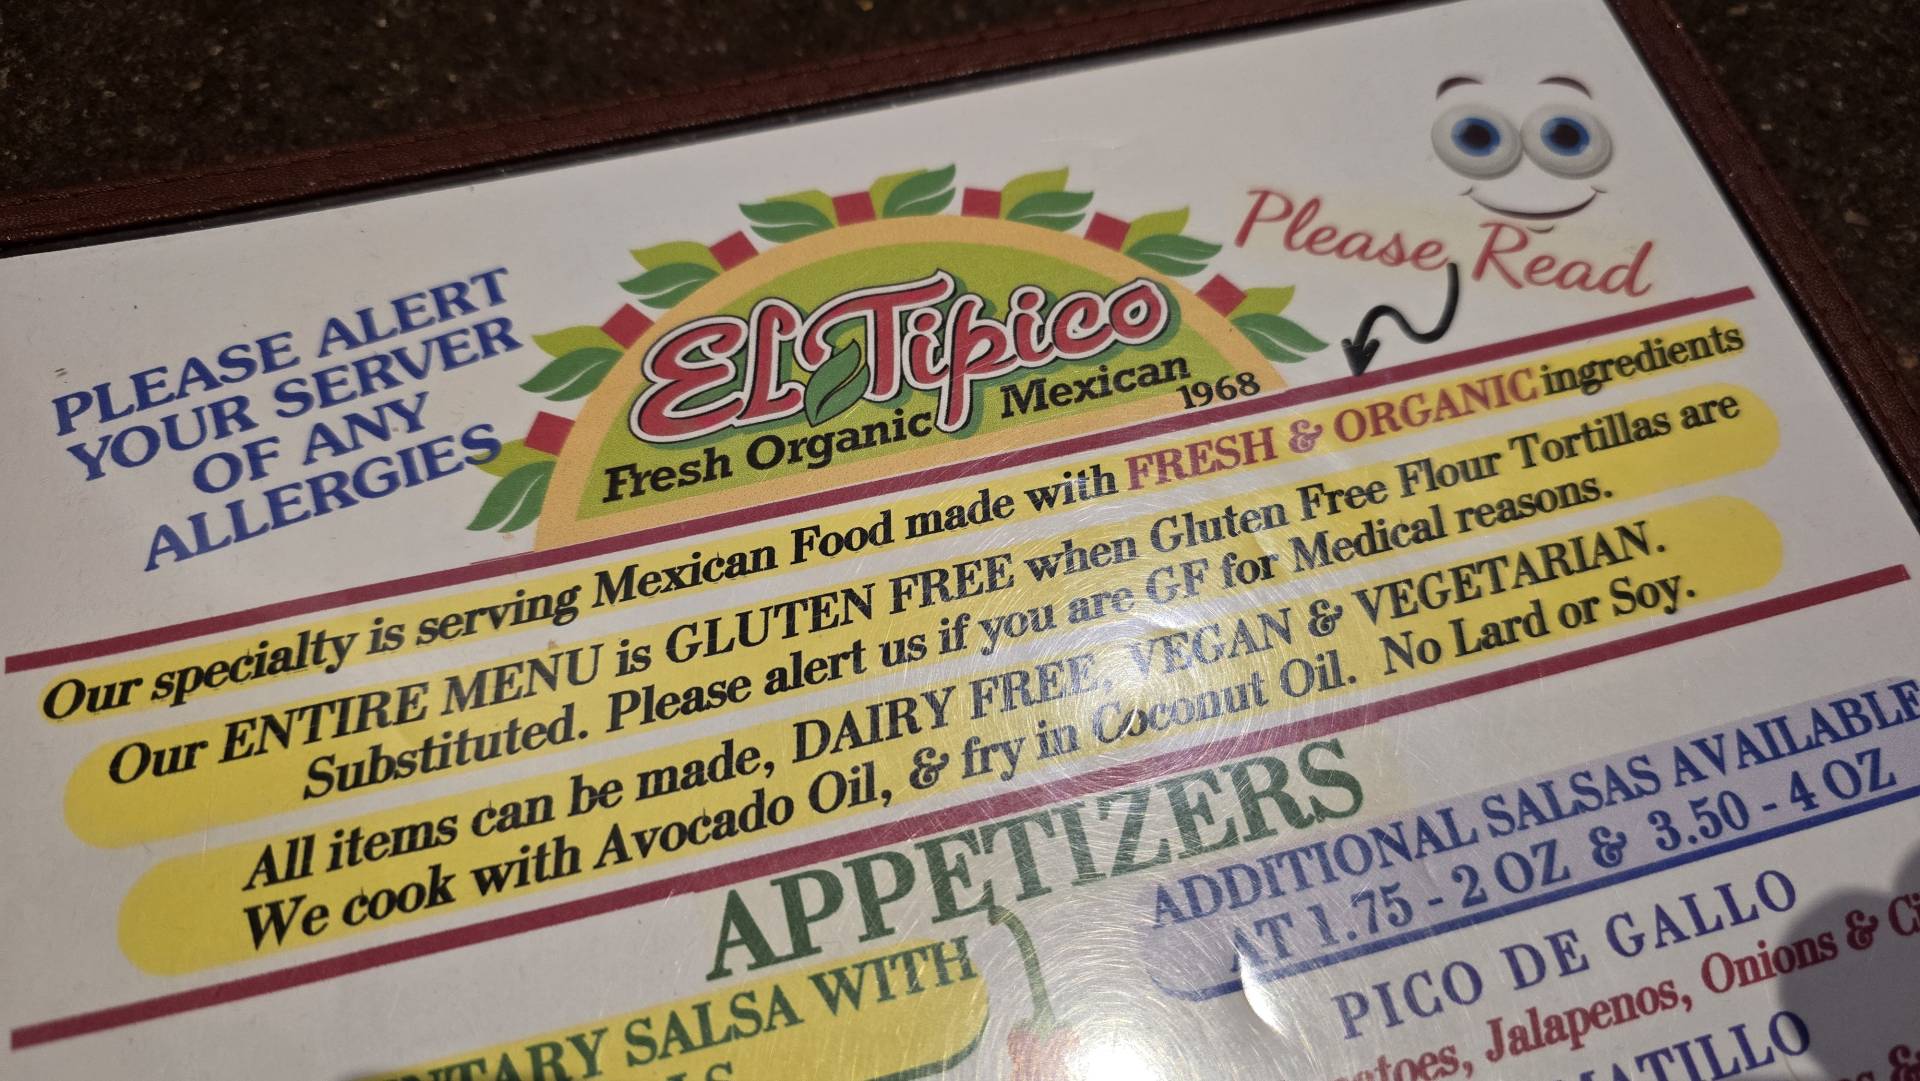 PLEASE ALERT
YOUR SERVER
OF ANY
ALLERGIES
El Tipico
Fresh Organic Mexican
1968
Please Read
Our specialty is serving Mexican Food made with FRESH & ORGANIC ingredients
Our ENTIRE MENU is GLUTEN FREE when Gluten Free Flour Tortillas are
Substituted. Please alert us if you are GF for Medical reasons.
All items can be made, DAIRY FREE, VEGAN & VEGETARIAN.
We cook with Avocado Oil, & fry in Coconut Oil. No Lard or Soy.
APPETIZERS
SALSA WITH
ADDITIONAL SALSAS AVAILABLE
AT 1.75 - 2 OZ & 3.50 - 4 OZ
PICO DE GALLO
Jalapenos, Onions &